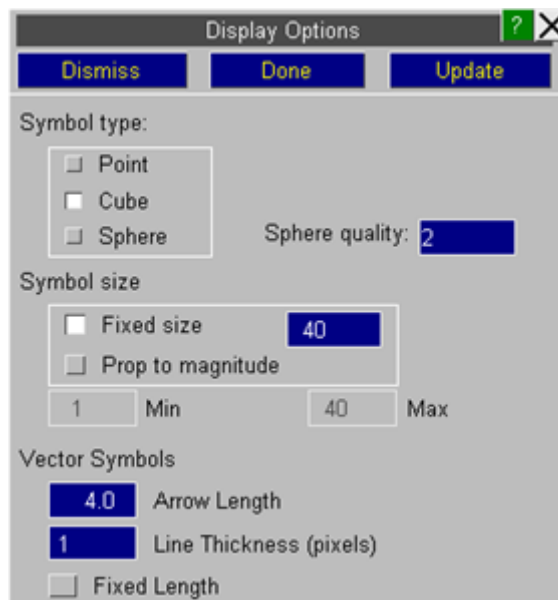 Display Options ? X
Dismiss Done Update
Symbol type:
Point
Cube
Sphere Sphere quality: 2
Symbol size
Fixed size 40
Prop to magnitude
1 Min 40 Max
Vector Symbols
4.0 Arrow Length
1 Line Thickness (pixels)
Fixed Length